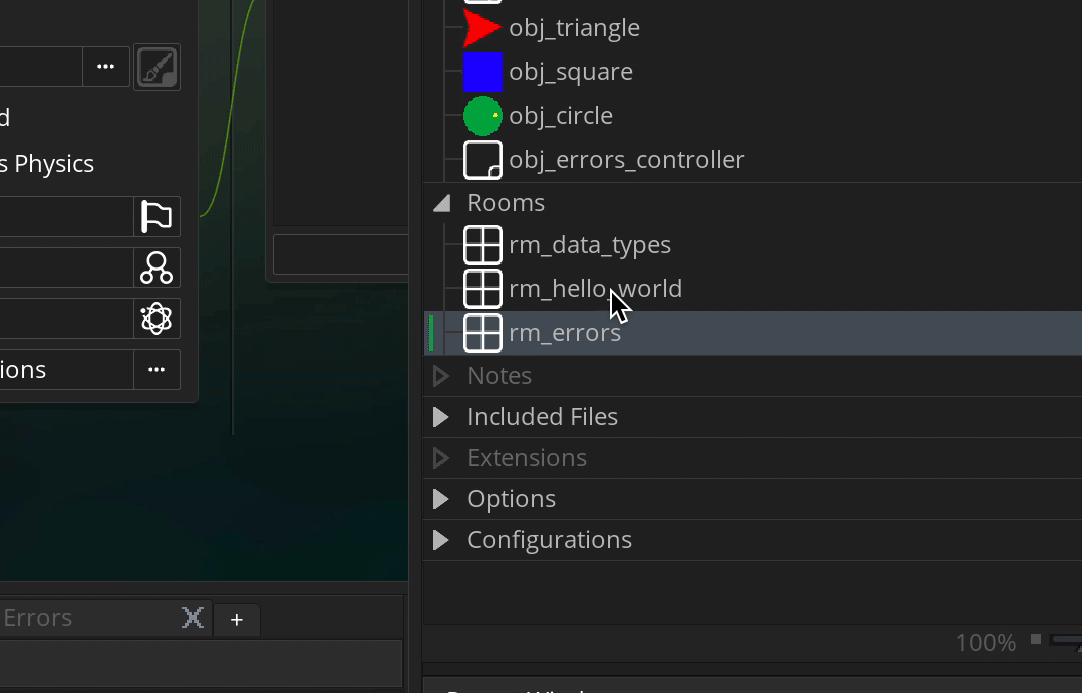 ...
d
s Physics
ions
...
Errors
X
+
obj_triangle
obj_square
obj_circle
obj_errors_controller
Rooms
rm_data_types
rm_hello_world
rm_errors
Notes
Included Files
Extensions
Options
Configurations
100%